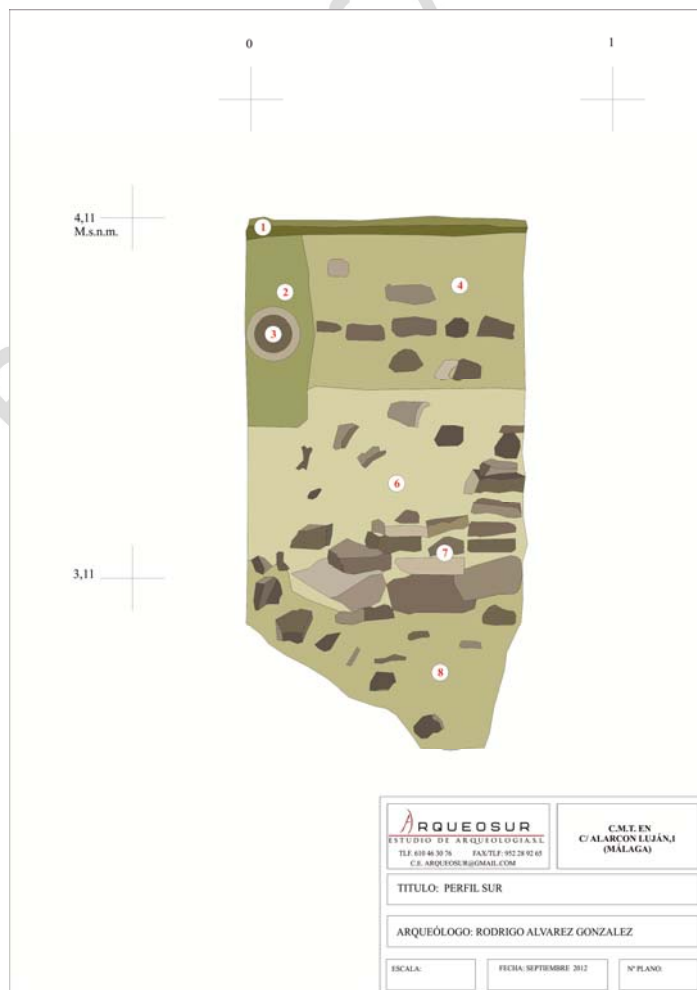 0 1
4,11
M.s.n.m.
1
2
4
3
6
7
3,11
8
ARQUEOSUR
ESTUDIO DE ARQUEOLOGIA S.L
TLF. 610 46 30 76 FAX/TLF: 952 28 92 65
C.E. ARQUEOSUR@GMAIL.COM
C.M.T. EN
C/ ALARCON LUJÁN,1
(MÁLAGA)
TITULO: PERFIL SUR
ARQUEÓLOGO: RODRIGO ALVAREZ GONZALEZ
ESCALA: FECHA: SEPTIEMBRE 2012 Nº PLANO: